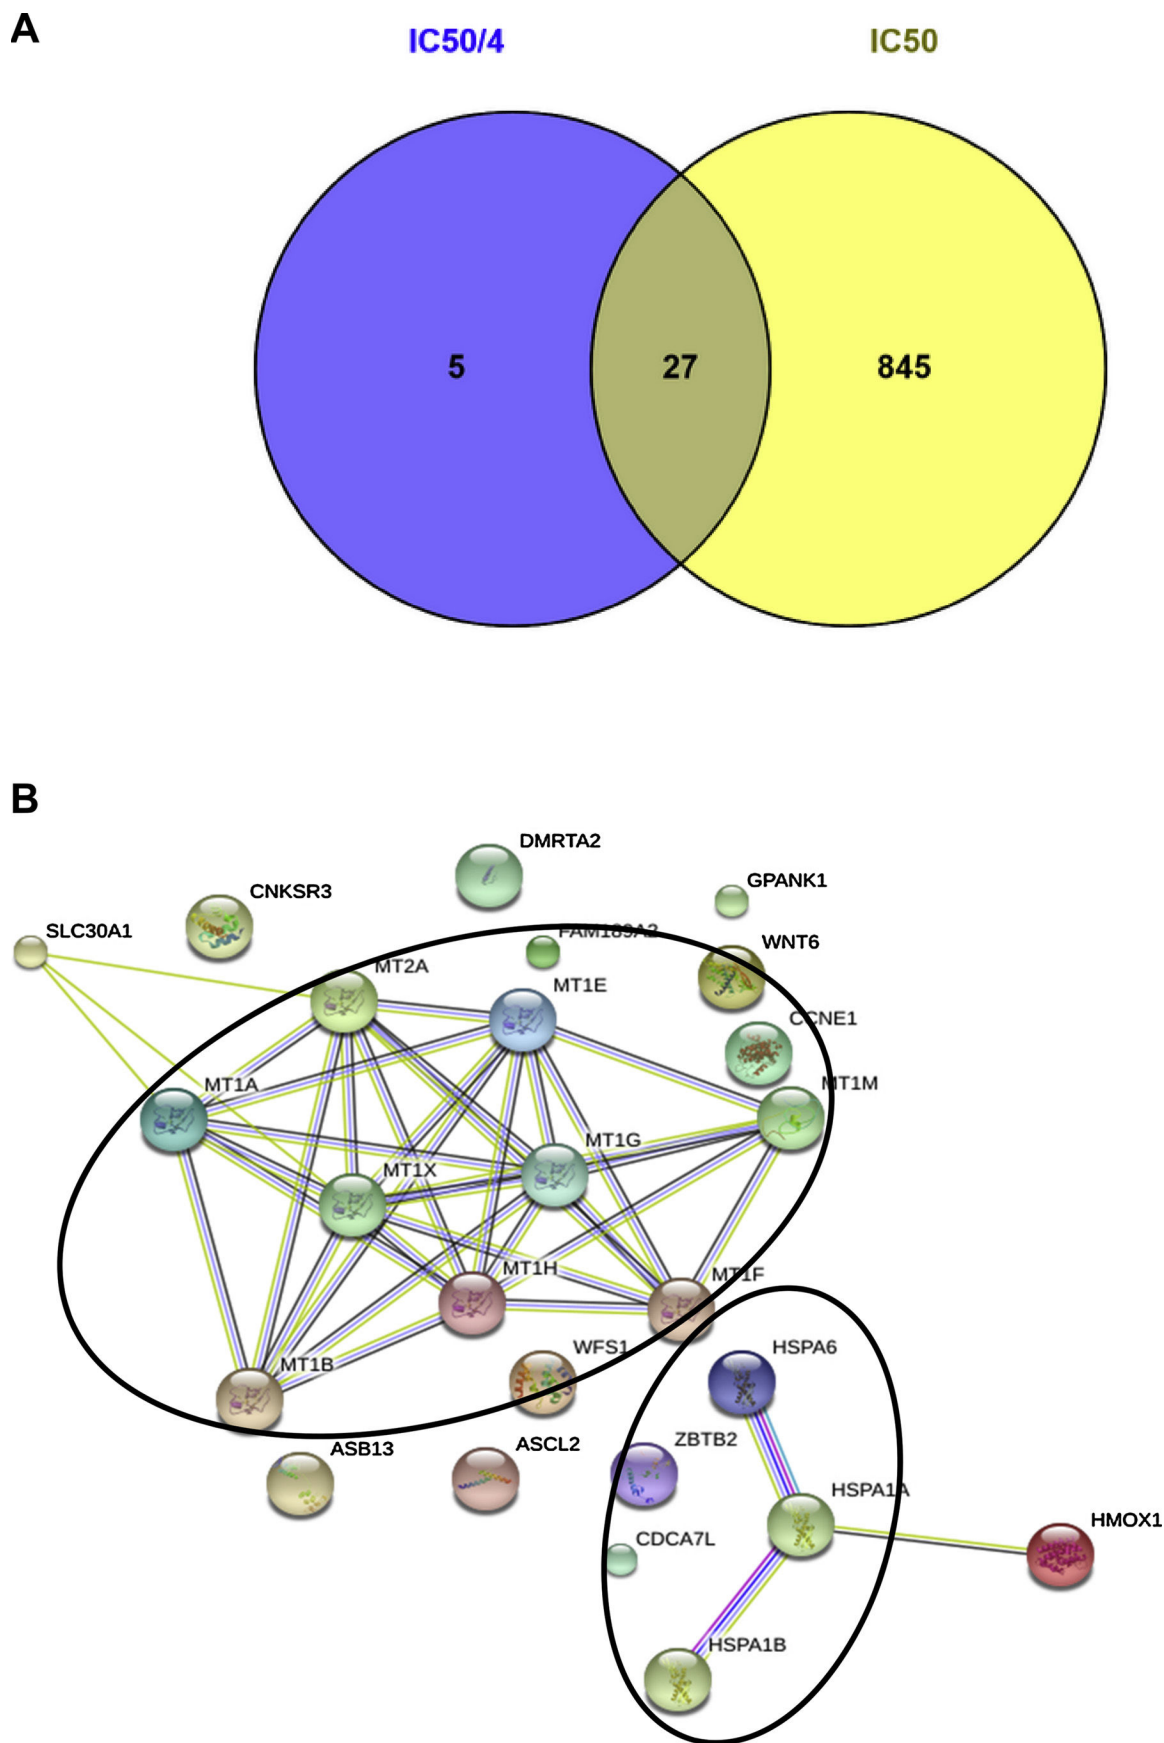 A
IC50/4
IC50
5
27
845
B
DMRTA2
GPANK1
CNKSR3
SLC30A1
FAM189A2
WNT6
MT2A
MT1E
CCNE1
MT1A
MT1M
MT1G
MT1X
MT1H
MT1F
WFS1
HSPA6
MT1B
ZBTB2
ASB13
ASCL2
HSPA1A
HMOX1
CDCA7L
HSPA1B